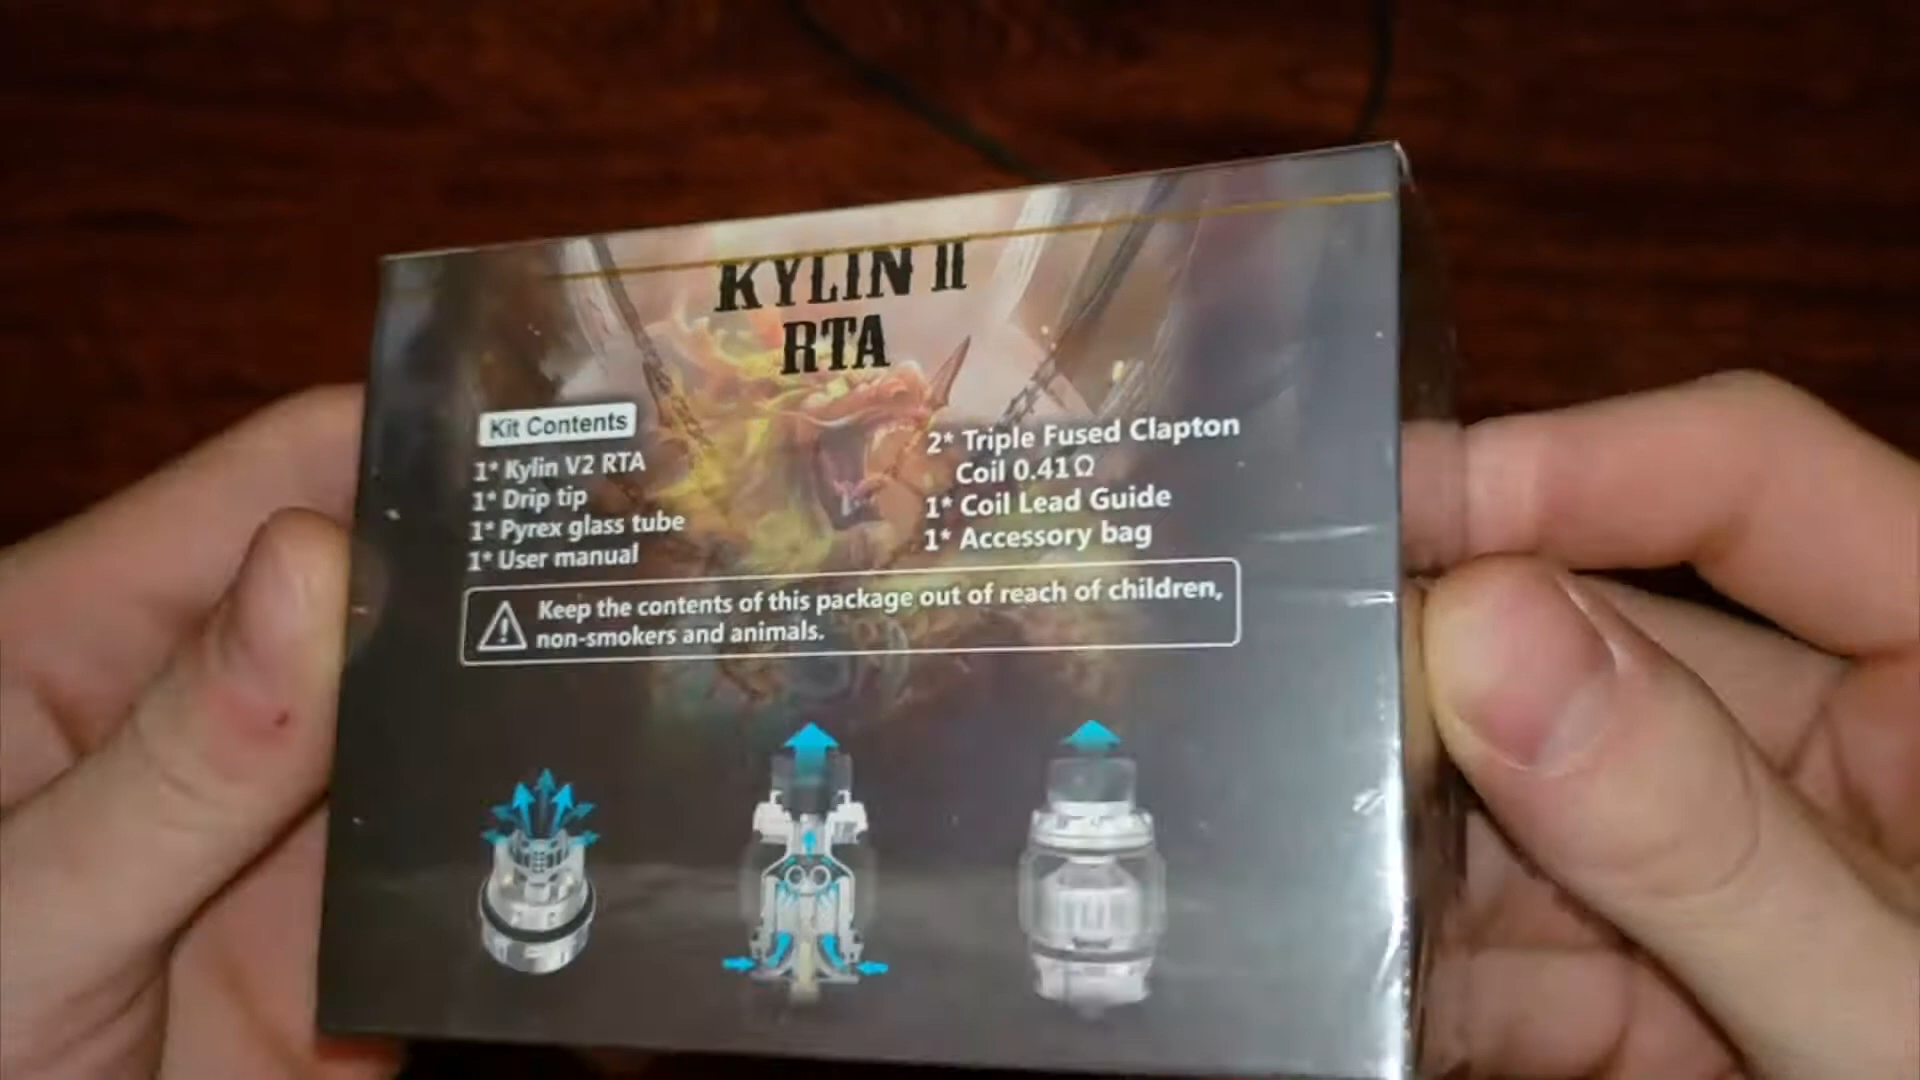 KYLIN II
RTA
Kit Contents
1* Kylin V2 RTA
1* Drip tip
1* Pyrex glass tube
1* User manual
2* Triple Fused Clapton
Coil 0.41Ω
1* Coil Lead Guide
1* Accessory bag
Keep the contents of this package out of reach of children,
non-smokers and animals.